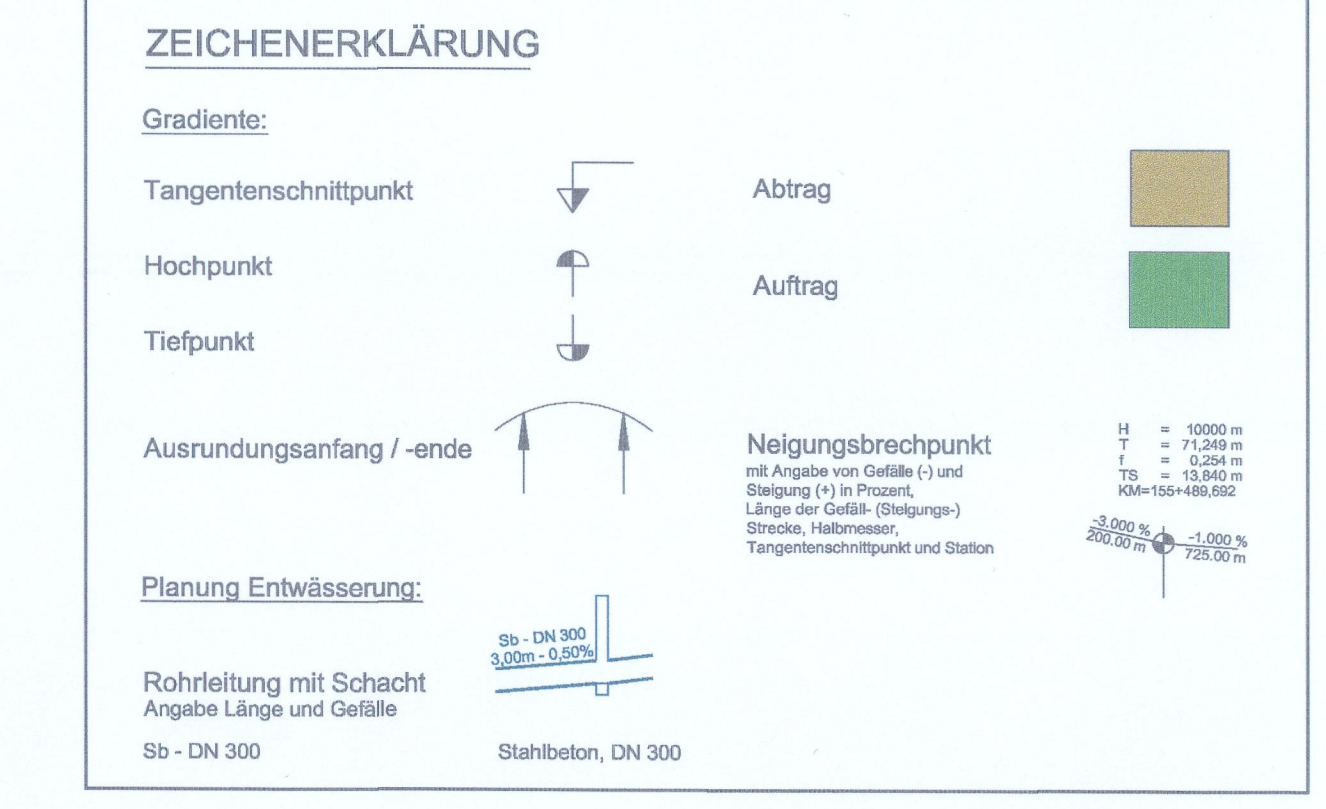 ZEICHENERKLÄRUNG
Gradiente:
Tangentenschnittpunkt
Hochpunkt
Tiefpunkt
Ausrundungsanfang / -ende
Planung Entwässerung:
Sb - DN 300
3,00m - 0,50%
Rohrleitung mit Schacht
Angabe Länge und Gefälle
Sb - DN 300
Stahlbeton, DN 300
Abtrag
Auftrag
Neigungsbrechpunkt
mit Angabe von Gefälle (-) und
Steigung (+) in Prozent,
Länge der Gefäll- (Steigungs-)
Strecke, Halbmesser,
Tangentenschnittpunkt und Station
H = 10000 m
T = 71,249 m
f = 0,254 m
TS = 13,840 m
KM=155+489,692
-3.000 %
200.00 m
-1.000 %
725.00 m